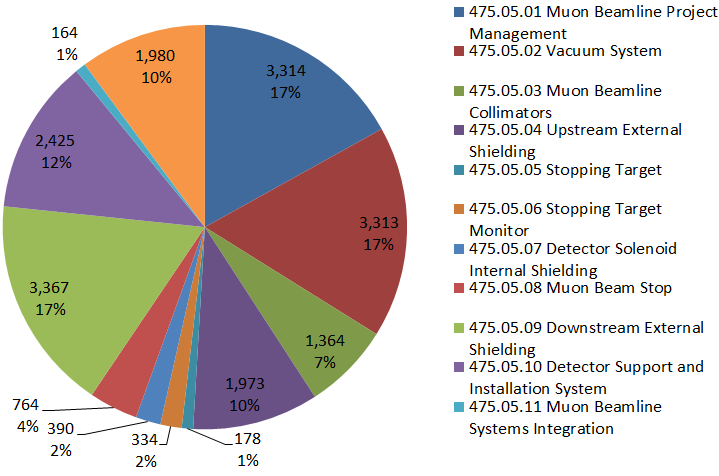 164
1%
1,980
10%
3,314
17%
2,425
12%
3,313
17%
3,367
17%
1,364
7%
1,973
10%
764
4%
390
2%
334
2%
178
1%
475.05.01 Muon Beamline Project
Management
475.05.02 Vacuum System
475.05.03 Muon Beamline
Collimators
475.05.04 Upstream External
Shielding
475.05.05 Stopping Target
475.05.06 Stopping Target
Monitor
475.05.07 Detector Solenoid
Internal Shielding
475.05.08 Muon Beam Stop
475.05.09 Downstream External
Shielding
475.05.10 Detector Support and
Installation System
475.05.11 Muon Beamline
Systems Integration